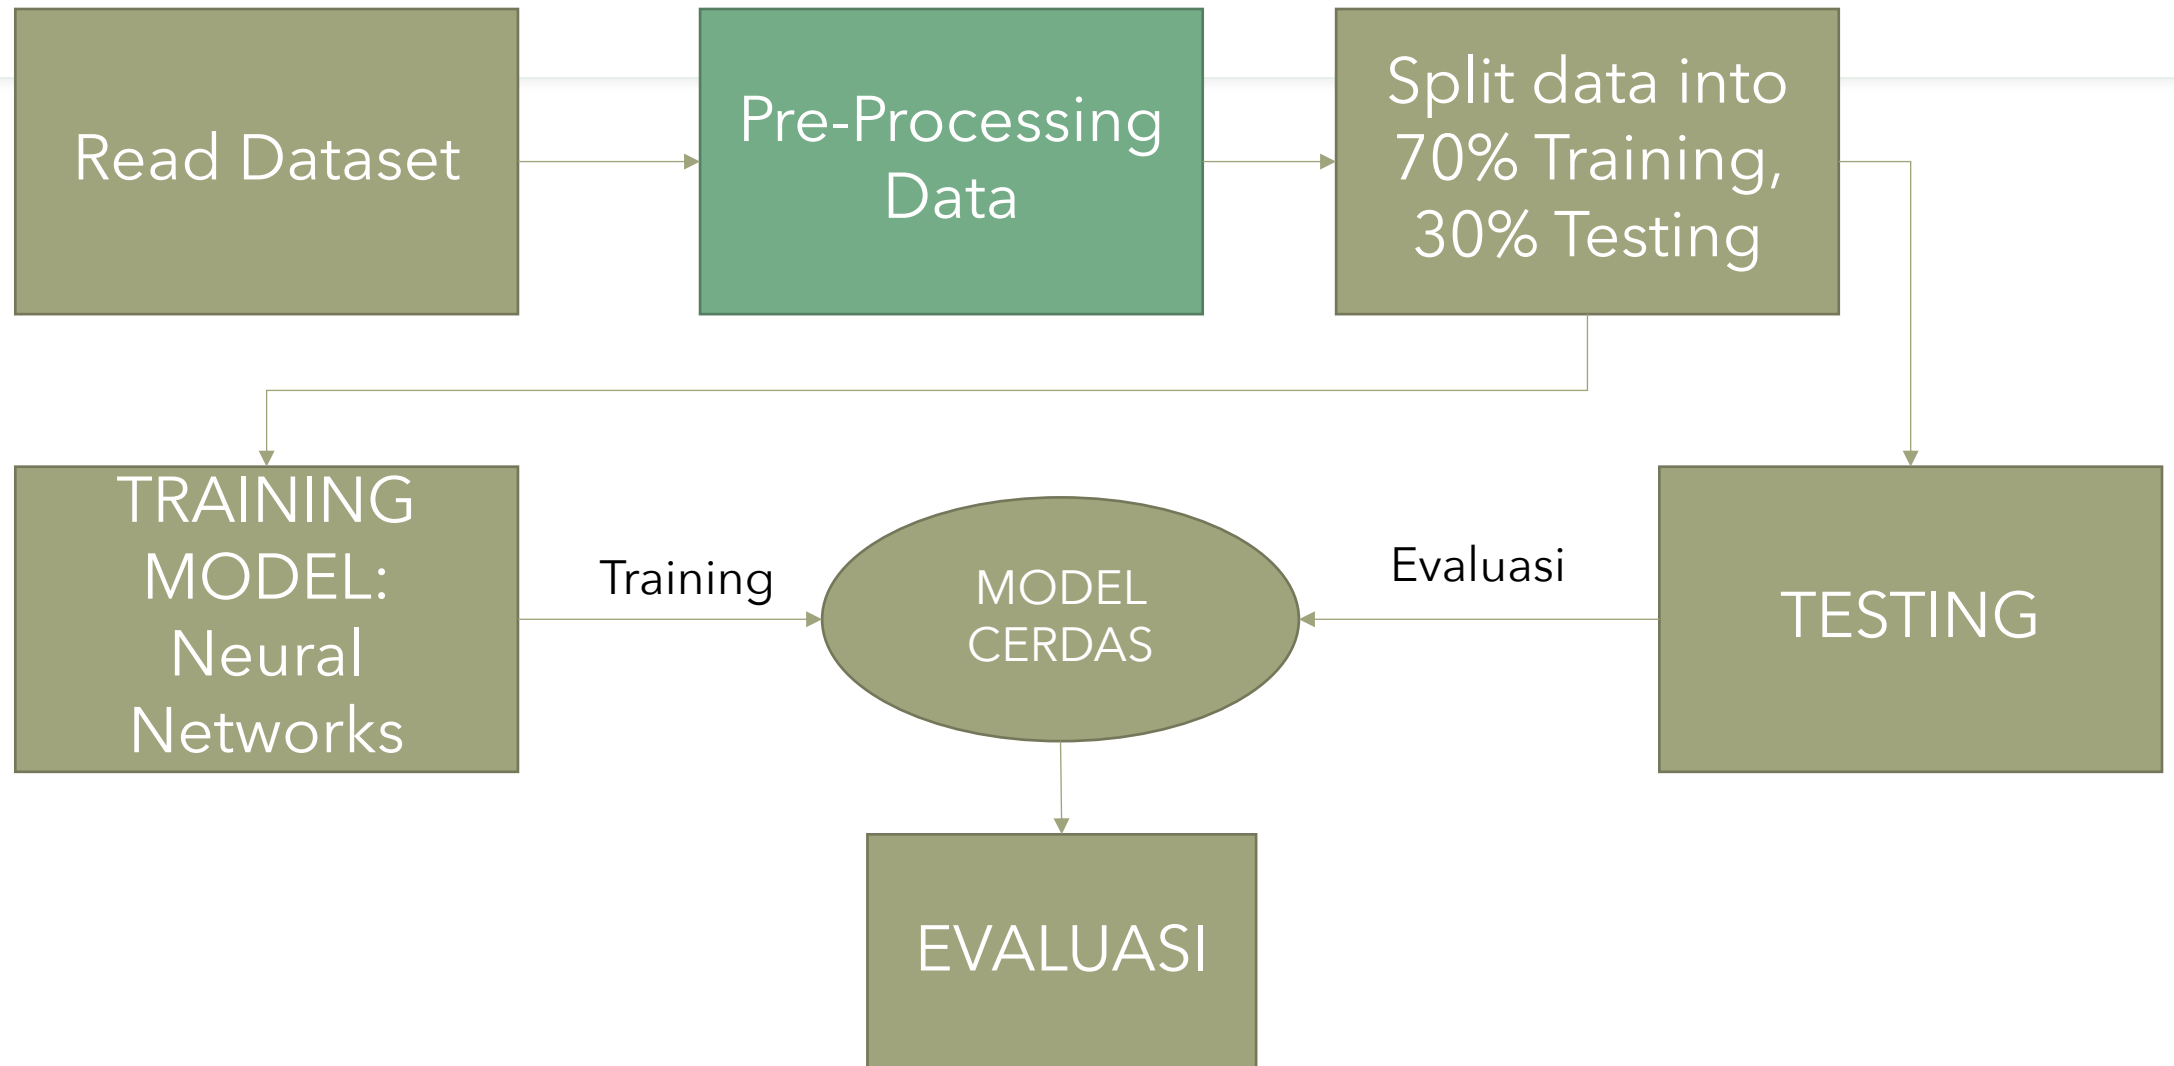 Read Dataset
Pre-Processing
Data
Split data into
70% Training,
30% Testing
TRAINING
MODEL:
Neural
Networks
Training
MODEL
CERDAS
Evaluasi
TESTING
EVALUASI